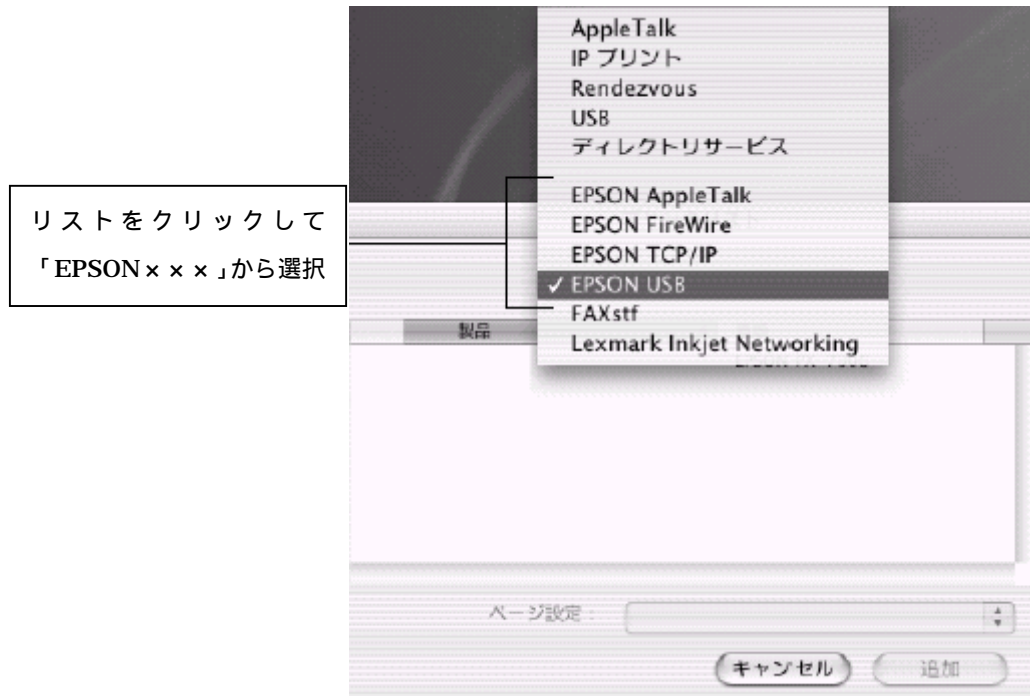 リストをクリックして
「EPSON×××」から選択
AppleTalk
IP プリント
Rendezvous
USB
ディレクトリサービス
EPSON AppleTalk
EPSON FireWire
EPSON TCP/IP
✓ EPSON USB
FAXstf
Lexmark Inkjet Networking
製品
ページ設定：
キャンセル
追加